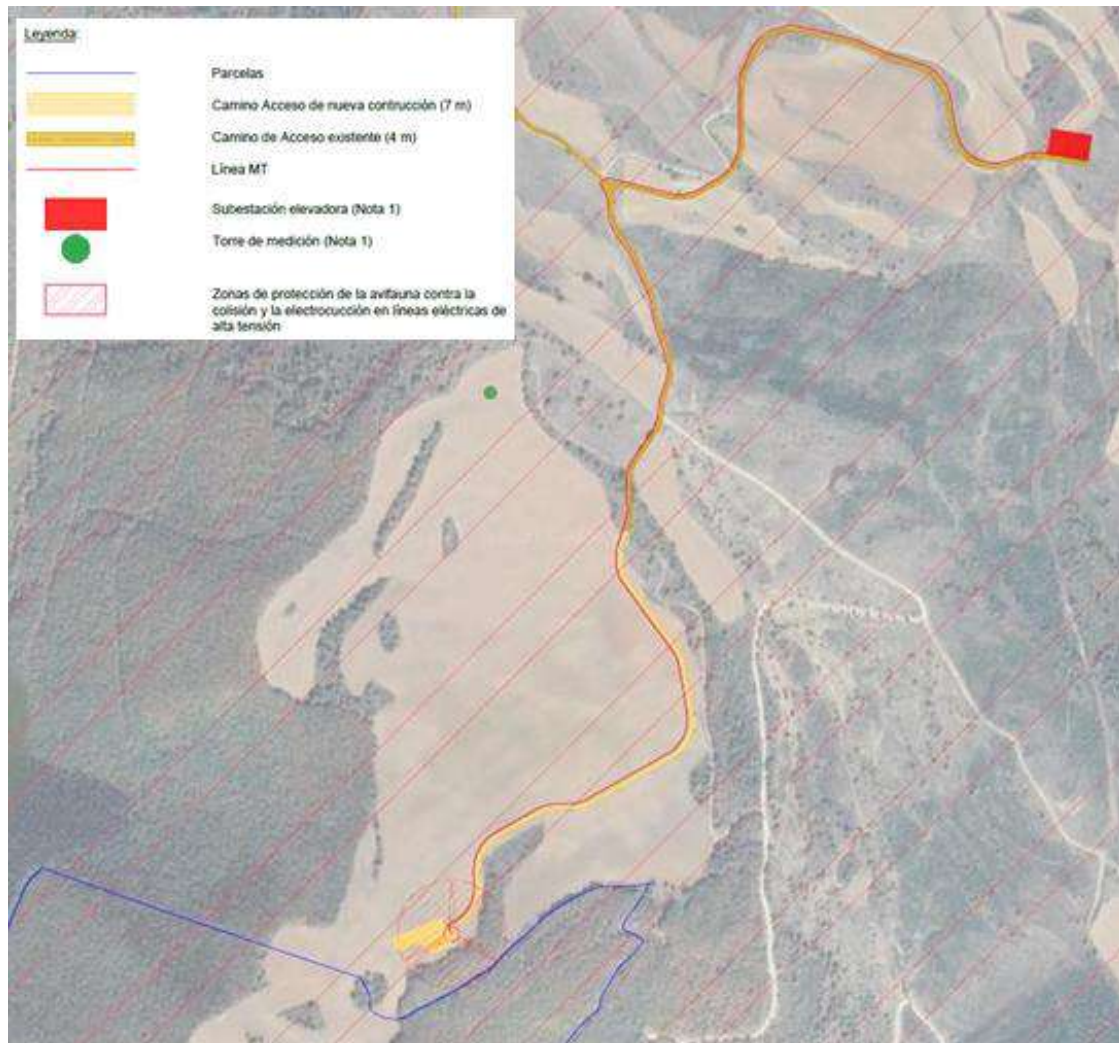 Leyenda:
Parcelas
Camino Acceso de nueva contrucción (7 m)
Camino de Acceso existente (4 m)
Línea MT
Subestación elevadora (Nota 1)
Torre de medición (Nota 1)
Zonas de protección de la avifauna contra la
colisión y la electrocucción en líneas eléctricas de
alta tensión